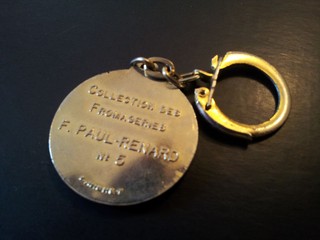 COLLECTION DES
FROMAGERIES
F. PAUL-RENARD
N° 5